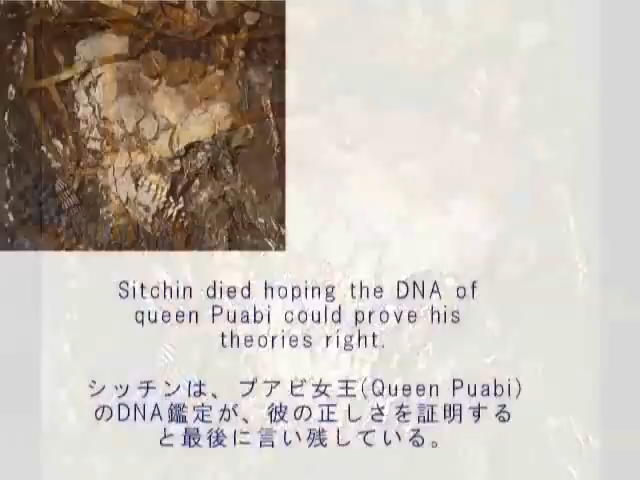 Sitchin died hoping the DNA of
queen Puabi could prove his
theories right.
シッチンは、プアビ女王(Queen Puabi)
のDNA鑑定が、彼の正しさを証明する
と最後に言い残している。